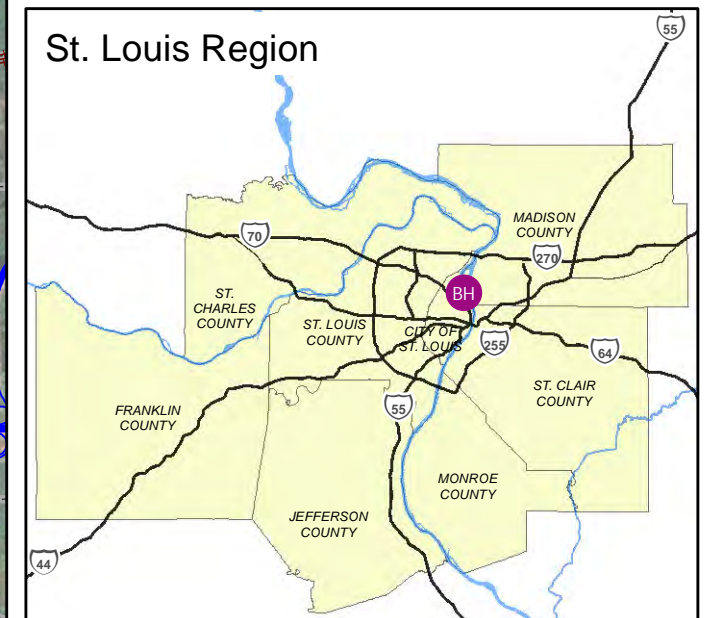 St. Louis Region
55
MADISON
COUNTY
70
270
ST.
CHARLES
COUNTY
BH
ST. LOUIS
COUNTY
CITY OF
ST. LOUIS
255
64
ST. CLAIR
COUNTY
FRANKLIN
COUNTY
55
MONROE
COUNTY
JEFFERSON
COUNTY
44